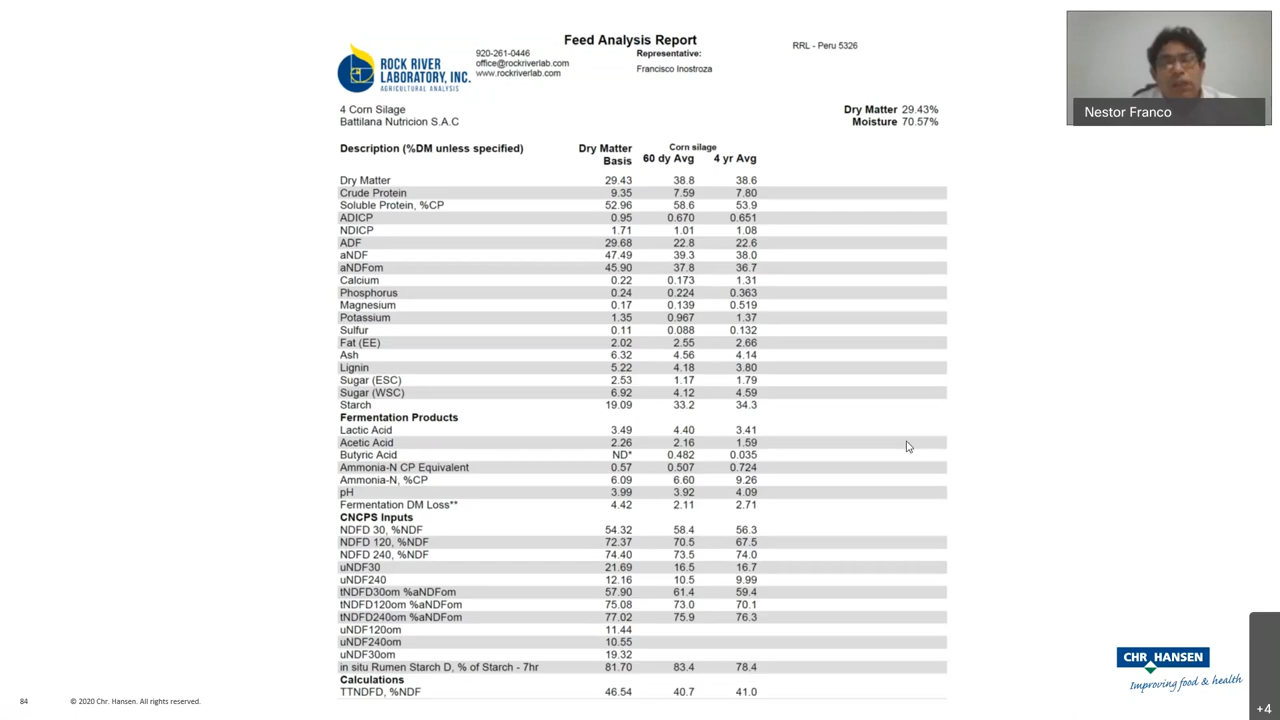 Feed Analysis Report
ROCK RIVER
LABORATORY, INC.
AGRICULTURAL ANALYSIS
920-261-0446
office@rockriverlab.com
www.rockriverlab.com
Representative:
Francisco Inostroza
RRL - Peru 5326
Nestor Franco
4 Corn Silage
Battilana Nutricion S.A.C
Dry Matter 29.43%
Moisture 70.57%
Description (%DM unless specified) Dry Matter Basis Corn silage 60 dy Avg 4 yr Avg
Dry Matter 29.43 38.8 38.6
Crude Protein 9.35 7.59 7.80
Soluble Protein, %CP 52.96 58.6 53.9
ADICP 0.95 0.670 0.651
NDICP 1.71 1.01 1.08
ADF 29.68 22.8 22.6
aNDF 47.49 39.3 38.0
aNDFom 45.90 37.8 36.7
Calcium 0.22 0.173 1.31
Phosphorus 0.24 0.224 0.363
Magnesium 0.17 0.139 0.519
Potassium 1.35 0.967 1.37
Sulfur 0.11 0.088 0.132
Fat (EE) 2.02 2.55 2.66
Ash 6.32 4.56 4.14
Lignin 5.22 4.18 3.80
Sugar (ESC) 2.53 1.17 1.79
Sugar (WSC) 6.92 4.12 4.59
Starch 19.09 33.2 34.3
Fermentation Products
Lactic Acid 3.49 4.40 3.41
Acetic Acid 2.26 2.16 1.59
Butyric Acid ND* 0.482 0.035
Ammonia-N CP Equivalent 0.57 0.507 0.724
Ammonia-N, %CP 6.09 6.60 9.26
pH 3.99 3.92 4.09
Fermentation DM Loss** 4.42 2.11 2.71
CNCPS Inputs
NDFD 30, %NDF 54.32 58.4 56.3
NDFD 120, %NDF 72.37 70.5 67.5
NDFD 240, %NDF 74.40 73.5 74.0
uNDF30 21.69 16.5 16.7
uNDF240 12.16 10.5 9.99
tNDFD30om %aNDFom 57.90 61.4 59.4
tNDFD120om %aNDFom 75.08 73.0 70.1
tNDFD240om %aNDFom 77.02 75.9 76.3
uNDF120om 11.44
uNDF240om 10.55
uNDF30om 19.32
in situ Rumen Starch D, % of Starch - 7hr 81.70 83.4 78.4
Calculations
TTNDFD, %NDF 46.54 40.7 41.0
CHR HANSEN
Improving food & health
84 © 2020 Chr. Hansen. All rights reserved.
+4